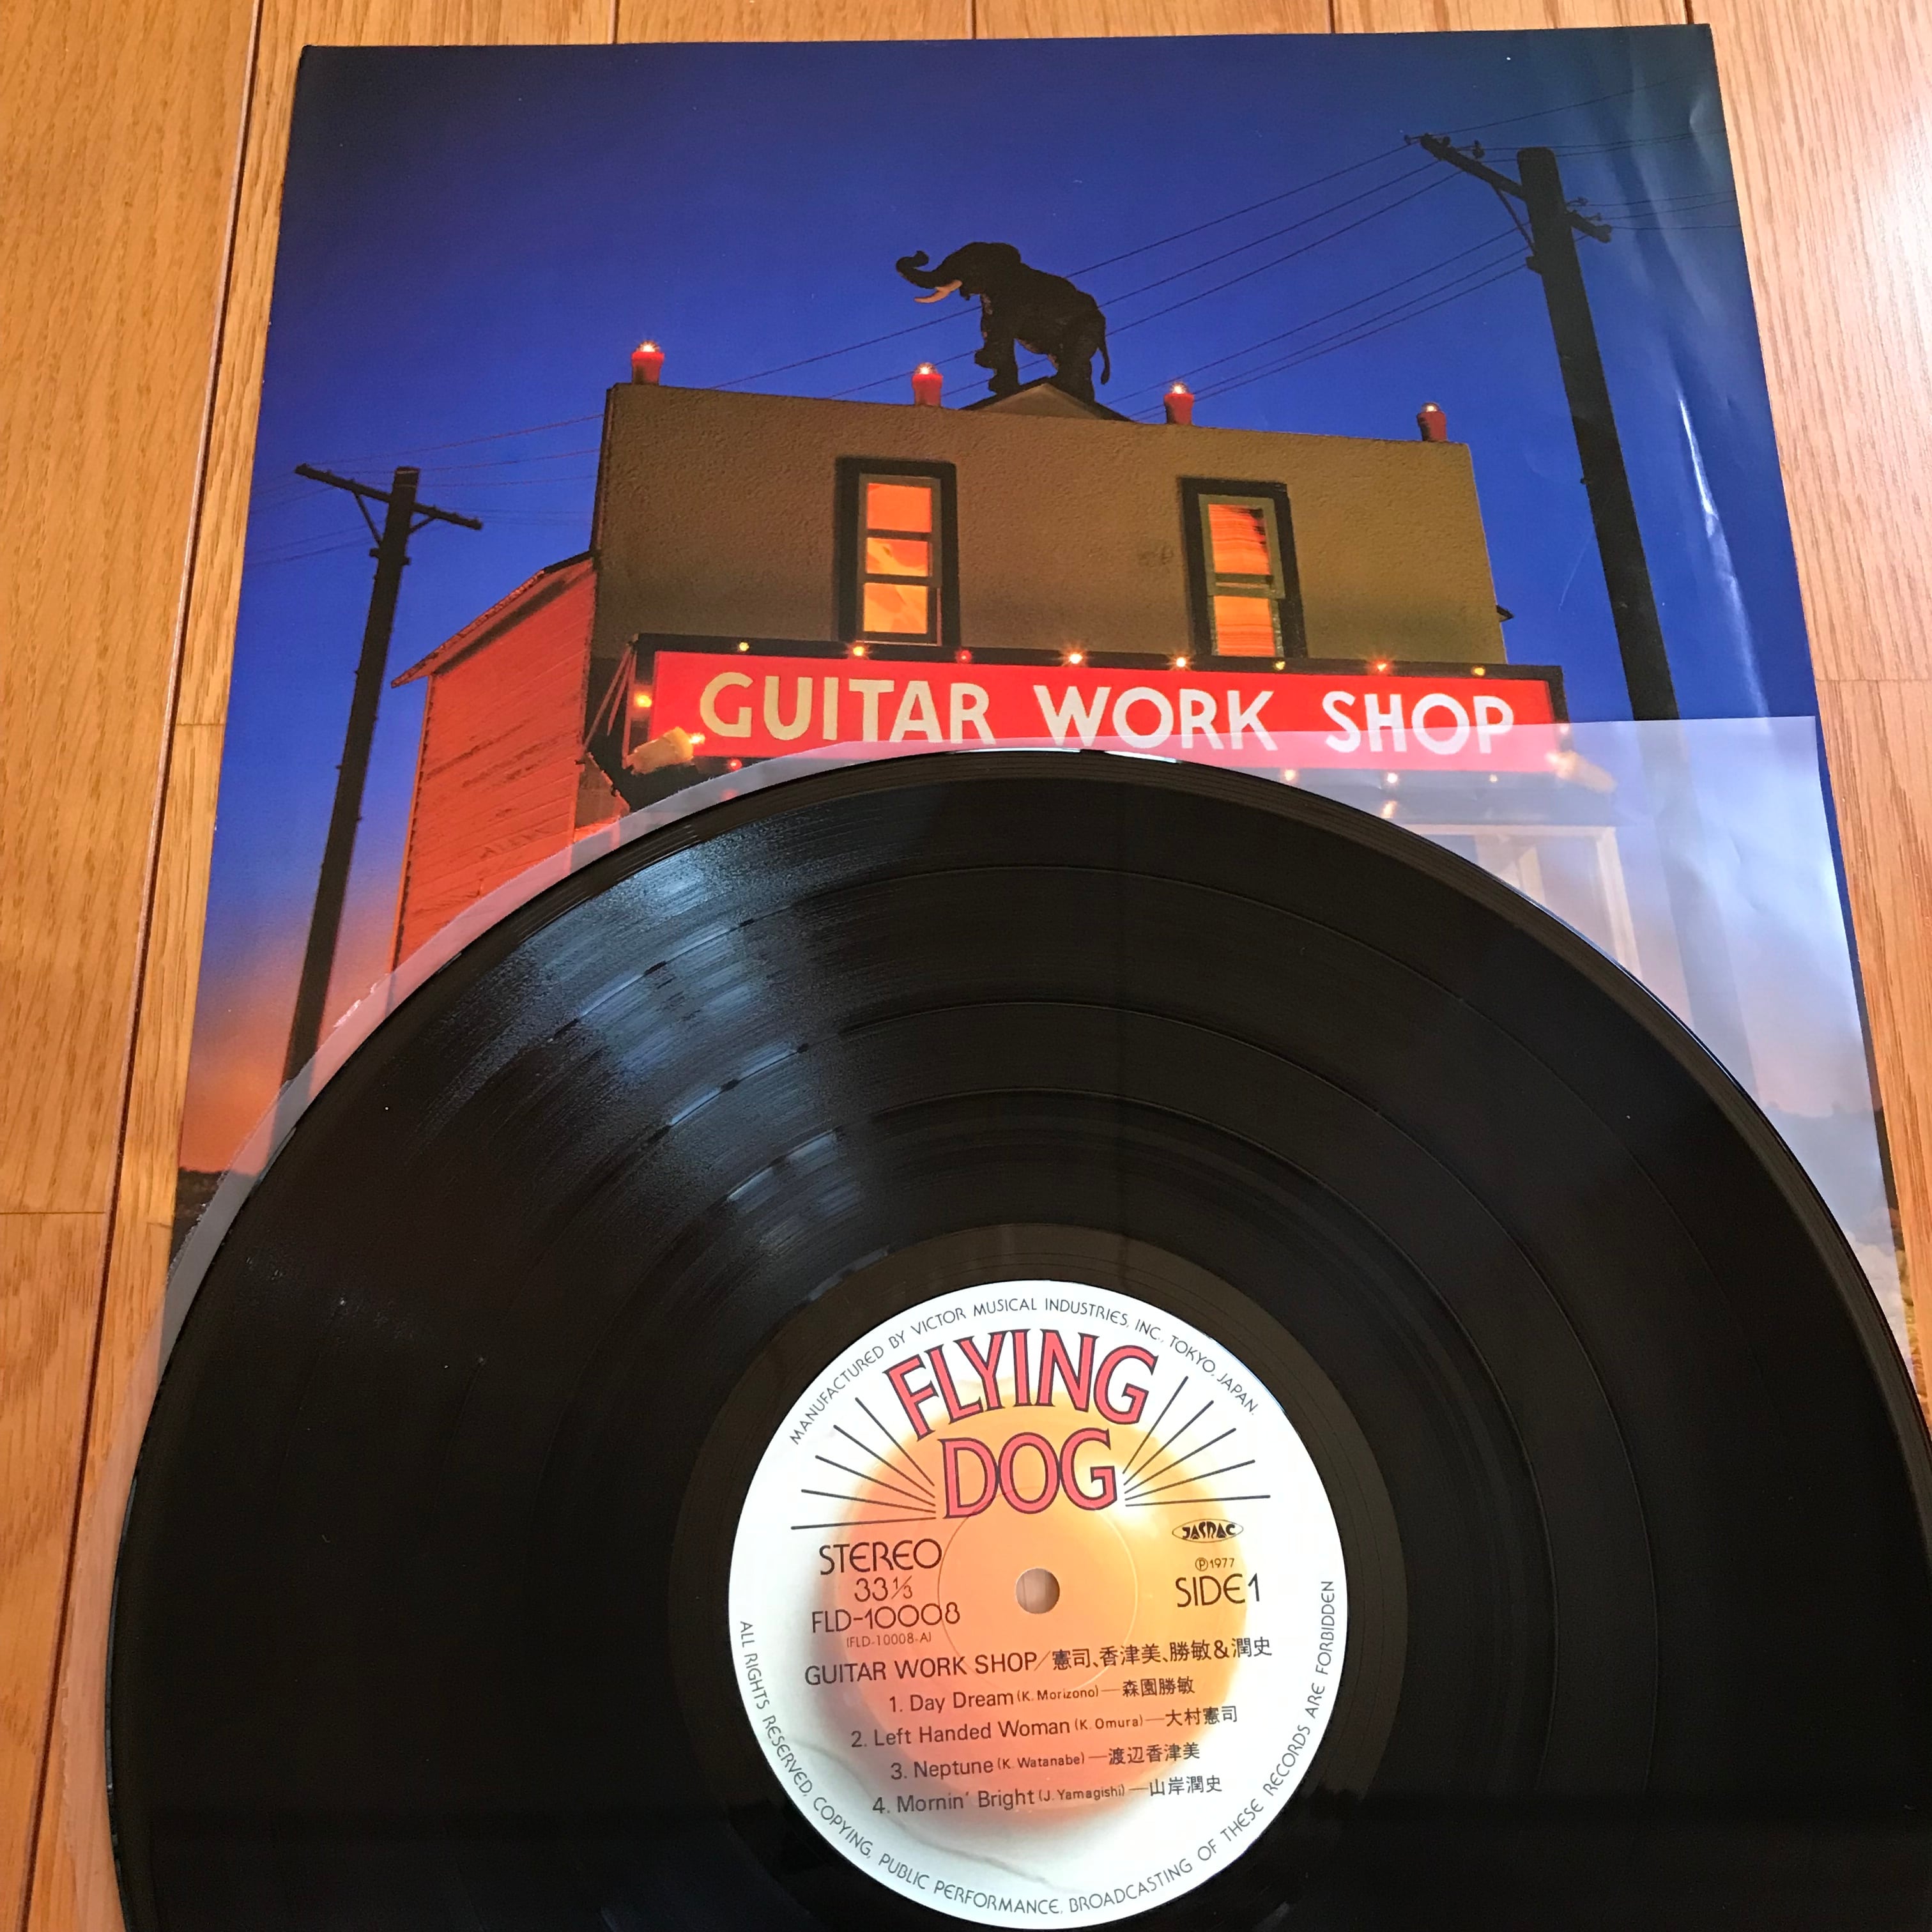 GUITAR WORK SHOP
MANUFACTURED BY VICTOR MUSICAL INDUSTRIES, INC., TOKYO, JAPAN.
FLYING
DOG
JASRAC
STEREO
33⅓
FLD-10008
(FLD-10008-A)
Ⓟ1977
SIDE1
GUITAR WORK SHOP/憲司、香津美、勝敏&潤史
1. Day Dream (K. Morizono)—森園勝敏
2. Left Handed Woman (K. Omura)—大村憲司
3. Neptune (K. Watanabe)—渡辺香津美
4. Mornin' Bright (J. Yamagishi)—山岸潤史
ALL RIGHTS RESERVED, COPYING, PUBLIC PERFORMANCE, BROADCASTING OF THESE RECORDS ARE FORBIDDEN